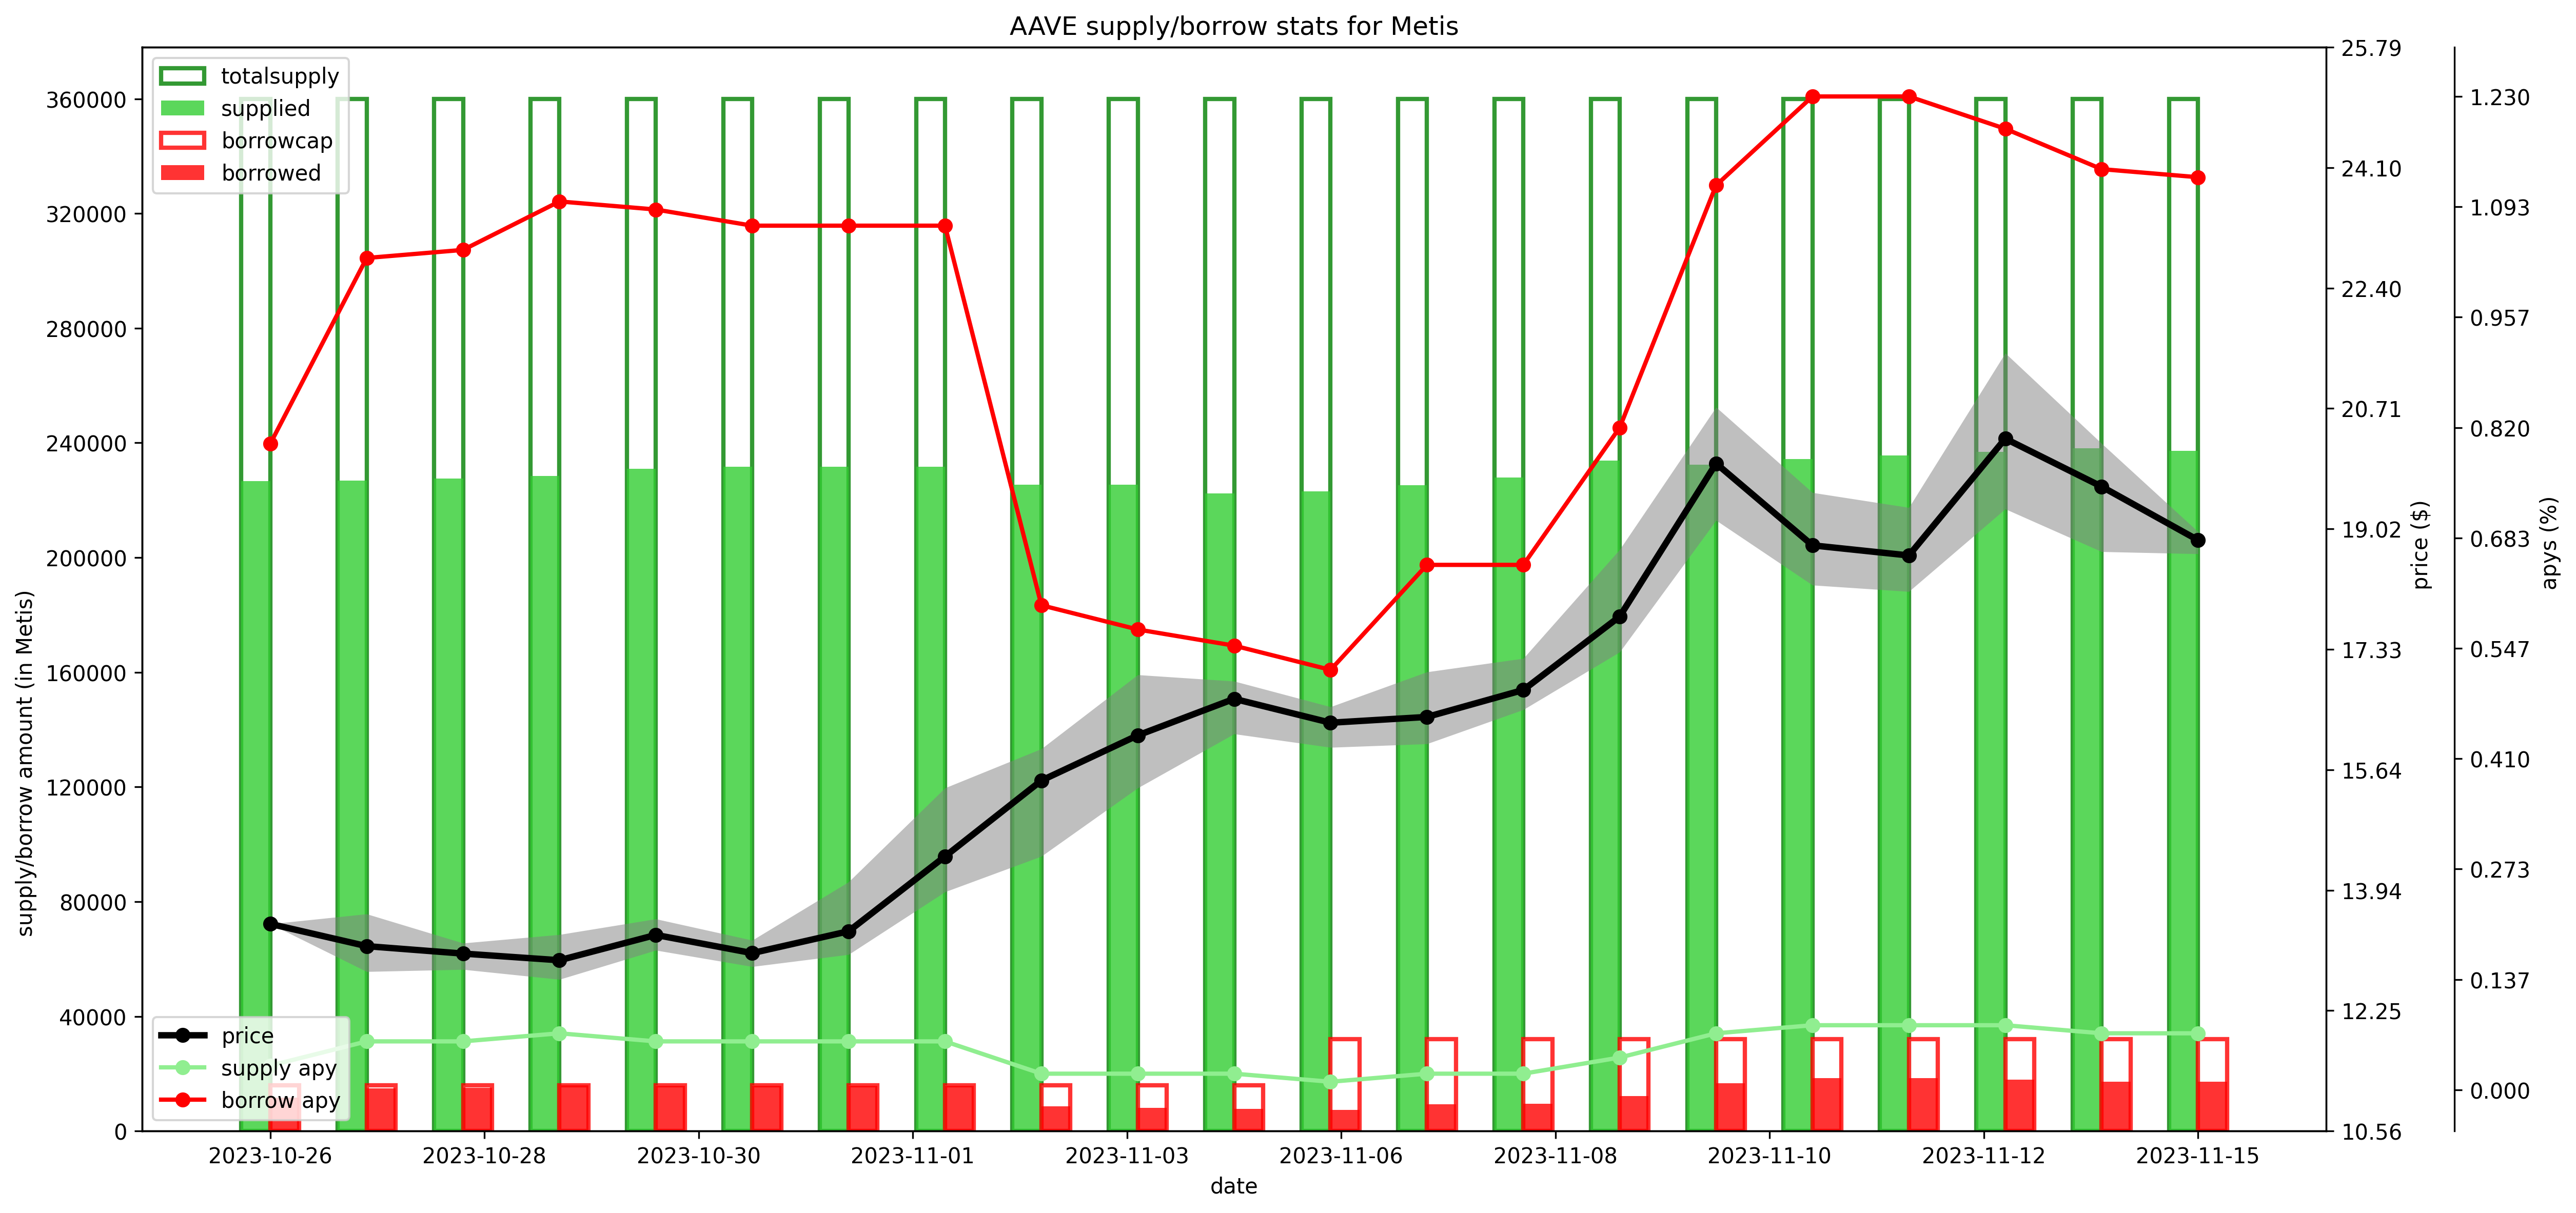 AAVE supply/borrow stats for Metis
totalsupply
supplied
borrowcap
borrowed
price
supply apy
borrow apy
360000
320000
280000
240000
200000
160000
120000
80000
40000
0
supply/borrow amount (in Metis)
25.79
24.10
22.40
20.71
19.02
17.33
15.64
13.94
12.25
10.56
price ($)
1.230
1.093
0.957
0.820
0.683
0.547
0.410
0.273
0.137
0.000
apys (%)
2023-10-26 2023-10-28 2023-10-30 2023-11-01 2023-11-03 2023-11-06 2023-11-08 2023-11-10 2023-11-12 2023-11-15
date